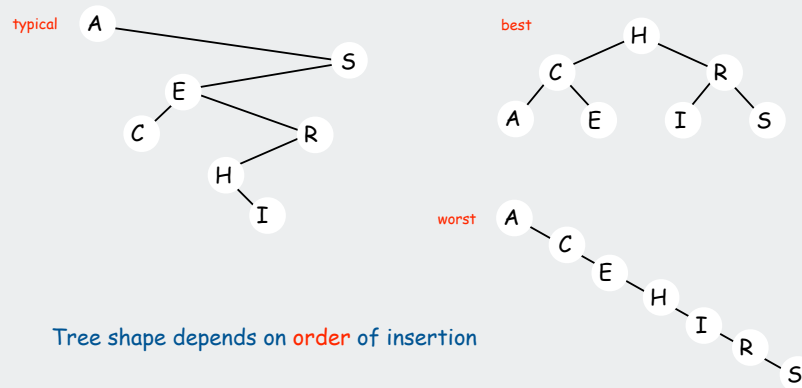 typical
A
S
E
C
R
H
I
best
H
C
R
A
E
I
S
worst
A
C
E
H
I
R
S
Tree shape depends on order of insertion